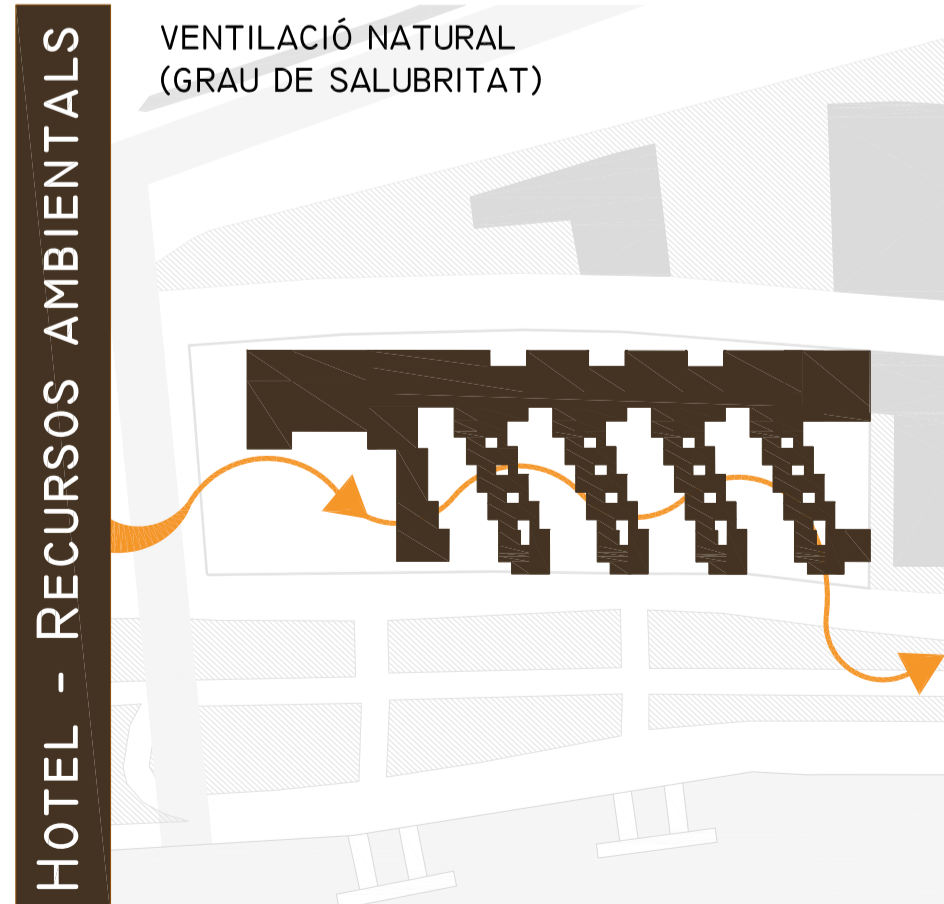 HOTEL - RECURSOS AMBIENTALS
VENTILACIÓ NATURAL
(GRAU DE SALUBRITAT)